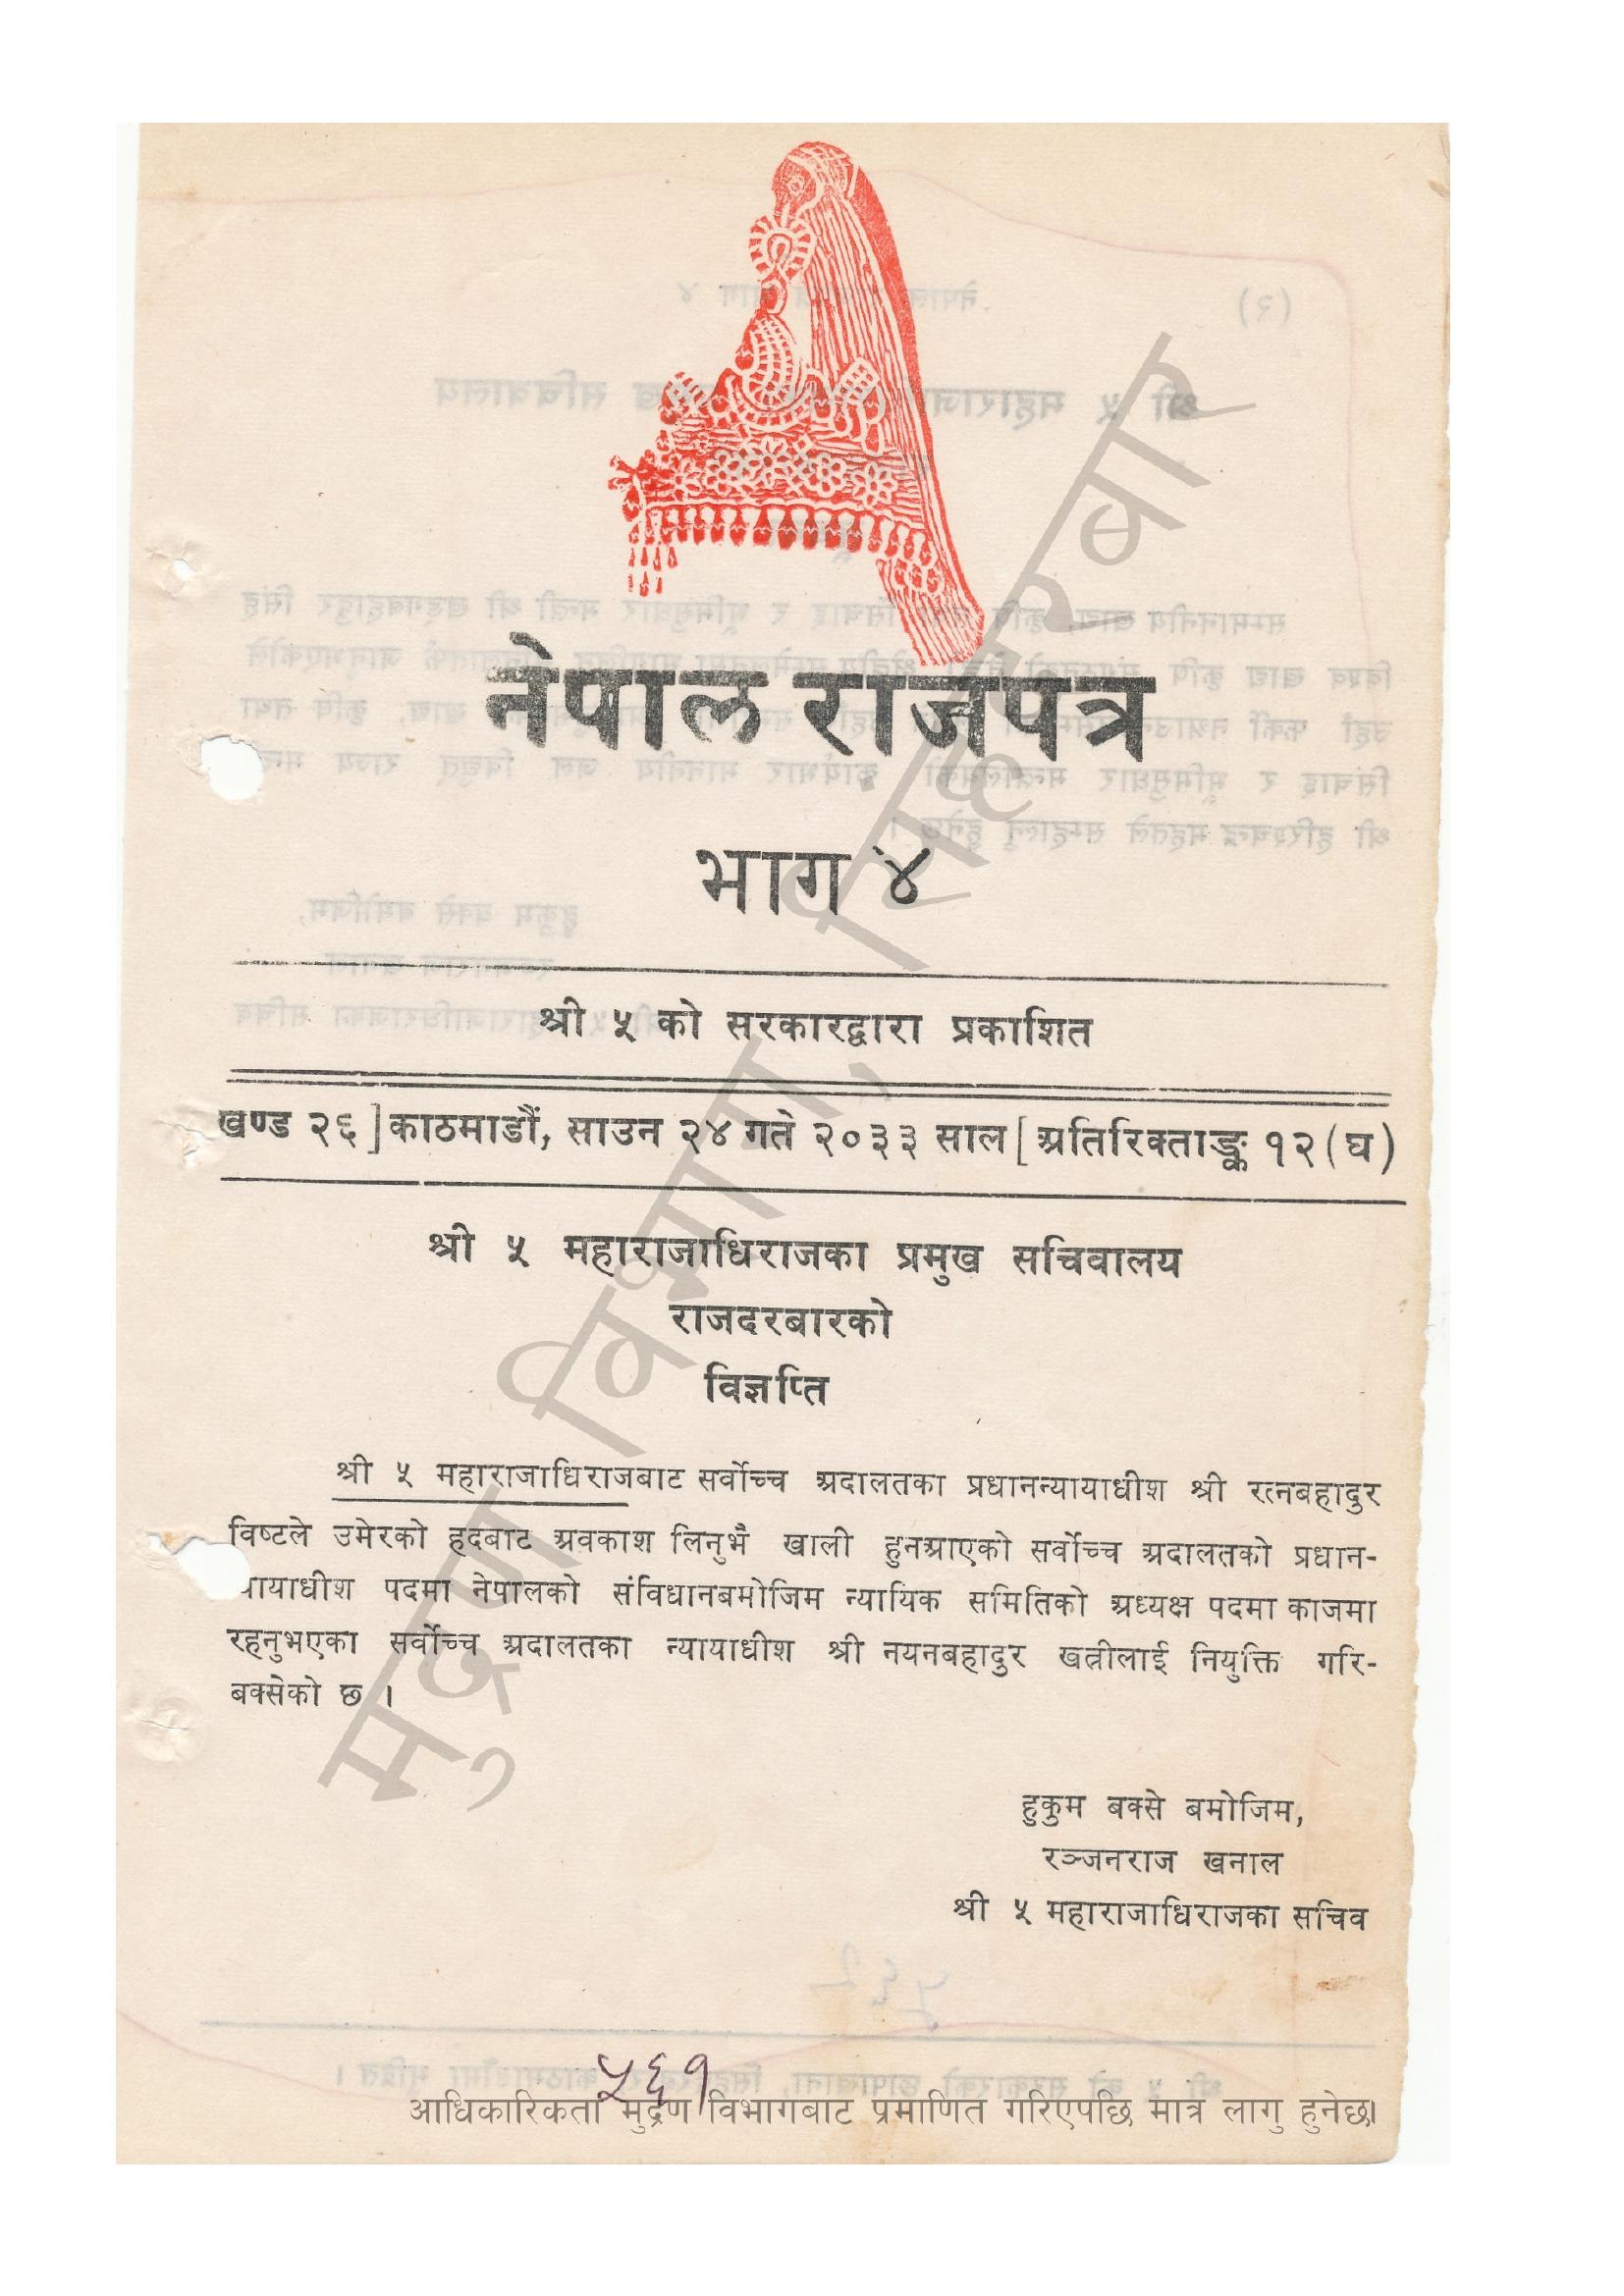 नेपाल राजपत्र
भाग ४
श्री ५ को सरकारद्वारा प्रकाशित
खण्ड २६ ] काठमाडौं, साउन २४ गते २०३३ साल [ अतिरिक्ताङ्क १२ (घ)
श्री ५ महाराजाधिराजका प्रमुख सचिवालय
राजदरबारको
विज्ञप्ति
श्री ५ महाराजाधिराजबाट सर्वोच्च अदालतका प्रधानन्यायाधीश श्री रत्नबहादुर
विष्टले उमेरको हदबाट अवकाश लिनुभै खाली हुनआएको सर्वोच्च अदालतको प्रधान-
न्यायाधीश पदमा नेपालको संविधानबमोजिम न्यायिक समितिको अध्यक्ष पदमा काजमा
रहनुभएका सर्वोच्च अदालतका न्यायाधीश श्री नयनबहादुर खत्रीलाई नियुक्ति गरि-
बक्सेको छ ।
हुकुम बक्से बमोजिम,
रञ्जनराज खनाल
श्री ५ महाराजाधिराजका सचिव
५६१
आधिकारिकता मुद्रण विभागबाट प्रमाणित गरिएपछि मात्र लागु हुनेछ।
मुद्रण विभाग, सिंहदरबार